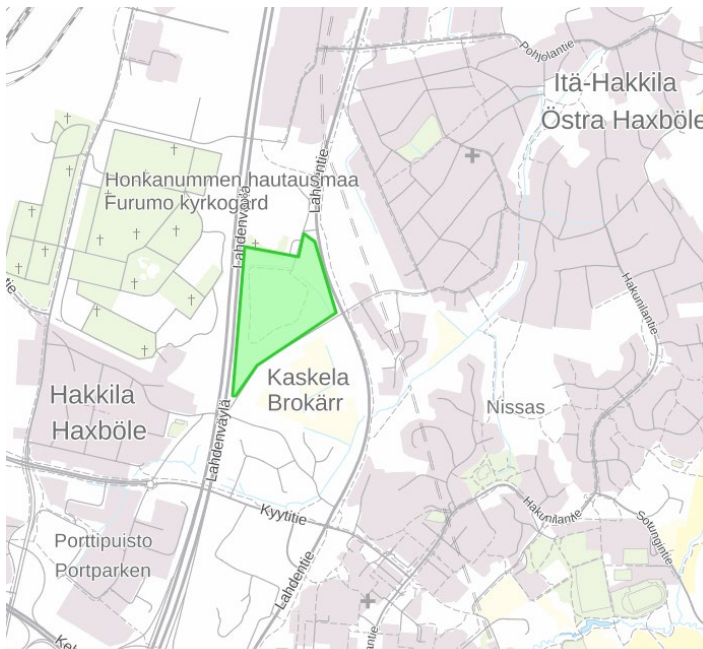 Pohjolantie
Itä-Hakkila
Östra Haxböle
Honkanummen hautausmaa
Furumo kyrkogård
Lahdenväylä
Lahdentie
Hakunilantie
Kaskela
Brokärr
Hakkila
Haxböle
Nissas
Lahdenväylä
Hakunilantie
Kyytitie
Sotungintie
Porttipuisto
Portparken
Lahdentie